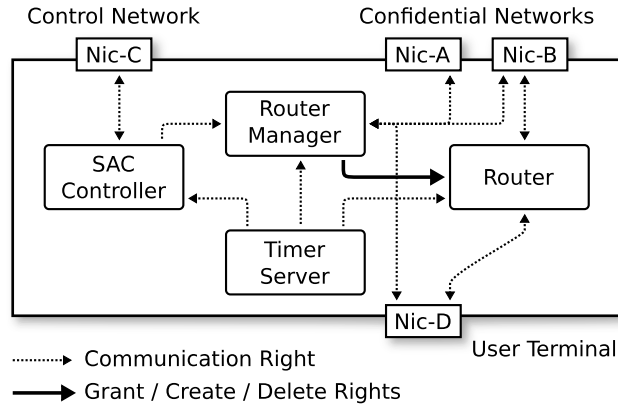 Control Network
Confidential Networks
Nic-C
Nic-A
Nic-B
Router
Manager
SAC
Controller
Router
Timer
Server
Nic-D
User Terminal
Communication Right
Grant / Create / Delete Rights